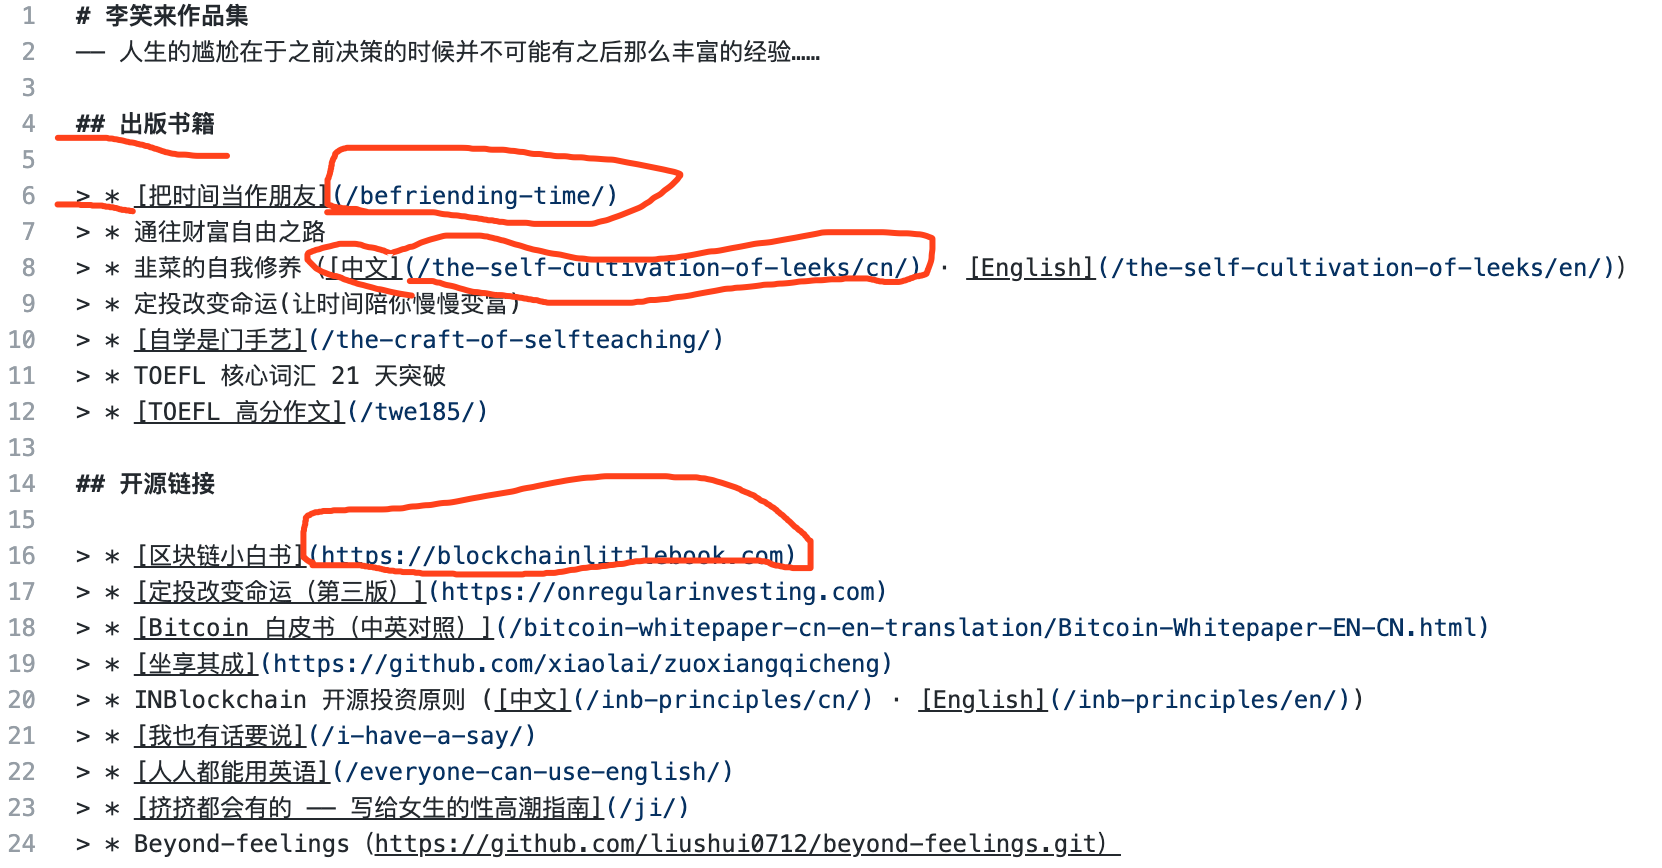 1 # 李笑来作品集
2 —— 人生的尴尬在于之前决策的时候并不可能有之后那么丰富的经验……
3
4 ## 出版书籍
5
6 > * [把时间当作朋友](/befriending-time/)
7 > * 通往财富自由之路
8 > * 韭菜的自我修养 ([中文](/the-self-cultivation-of-leeks/cn/) · [English](/the-self-cultivation-of-leeks/en/))
9 > * 定投改变命运(让时间陪你慢慢变富)
10 > * [自学是门手艺](/the-craft-of-selfteaching/)
11 > * TOEFL 核心词汇 21 天突破
12 > * [TOEFL 高分作文](/twe185/)
13
14 ## 开源链接
15
16 > * [区块链小白书](https://blockchainlittlebook.com)
17 > * [定投改变命运（第三版）](https://onregularinvesting.com)
18 > * [Bitcoin 白皮书（中英对照）](/bitcoin-whitepaper-cn-en-translation/Bitcoin-Whitepaper-EN-CN.html)
19 > * [坐享其成](https://github.com/xiaolai/zuoxiangqicheng)
20 > * INBlockchain 开源投资原则 ([中文](/inb-principles/cn/) · [English](/inb-principles/en/))
21 > * [我也有话要说](/i-have-a-say/)
22 > * [人人都能用英语](/everyone-can-use-english/)
23 > * [挤挤都会有的 —— 写给女生的性高潮指南](/ji/)
24 > * Beyond-feelings（https://github.com/liushui0712/beyond-feelings.git）